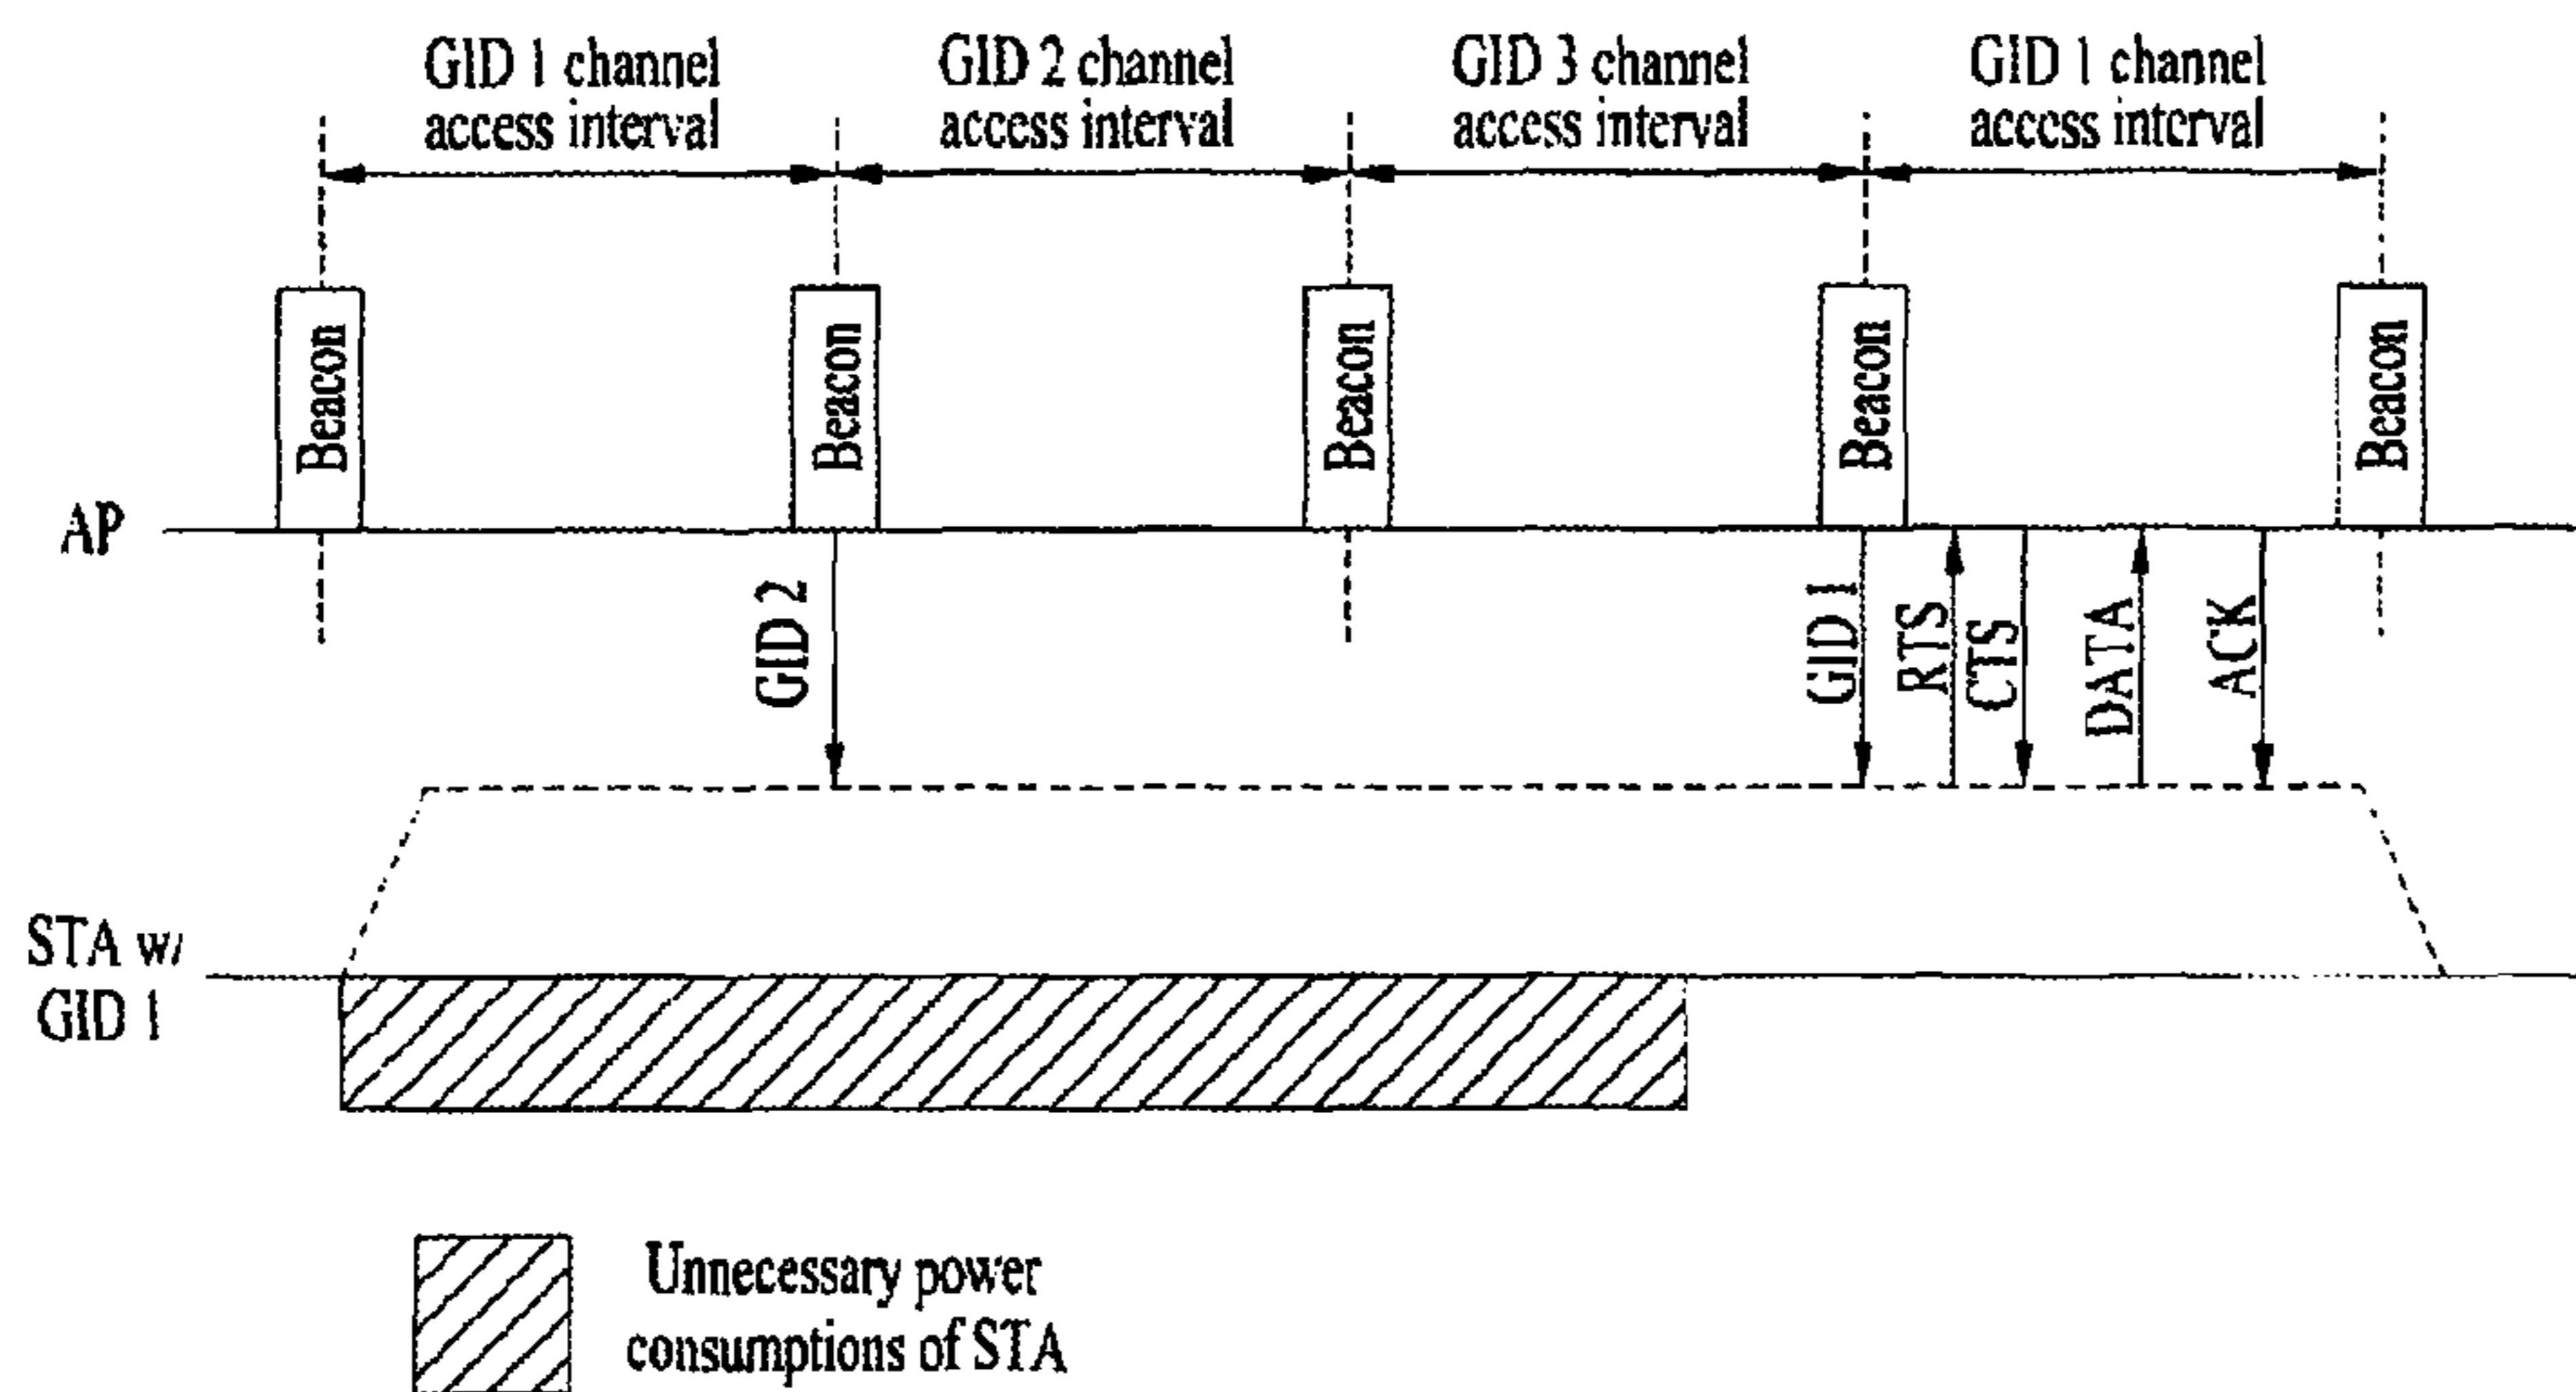 GID 1 channel
access interval
GID 2 channel
access interval
GID 3 channel
access interval
GID 1 channel
access interval
Beacon
Beacon
Beacon
Beacon
Beacon
AP
GID 2
GID 1
RTS
CTS
DATA
ACK
STA w/
GID 1
Unnecessary power
consumptions of STA